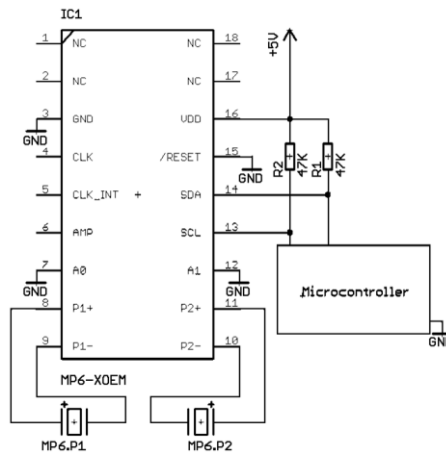 IC1
1 NC NC 18
2 NC NC 17
3 GND VDD 16
GND
4 CLK /RESET 15
GND
5 CLK_INT + SDA 14
6 AMP SCL 13
7 A0 A1 12
GND GND
8 P1+ P2+ 11
9 P1- P2- 10
MP6-XOEM
+5V
R2 47K
R1 47K
Microcontroller
GND
+ +
MP6.P1 MP6.P2